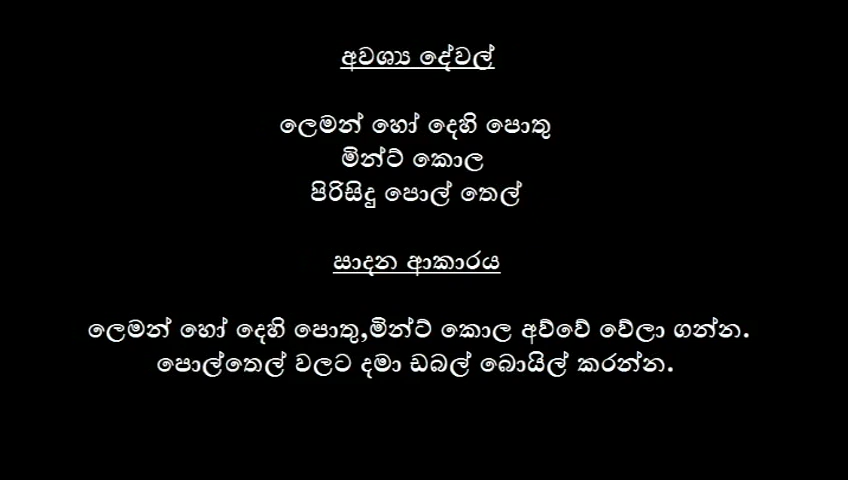 අවශ්‍ය දේවල්
ලෙමන් හෝ දෙහි පොතු
මින්ට් කොල
පිරිසිදු පොල් තෙල්
සාදන ආකාරය
ලෙමන් හෝ දෙහි පොතු,මින්ට් කොල අව්වේ වේලා ගන්න.
පොල්තෙල් වලට දමා ඩබල් බොයිල් කරන්න.